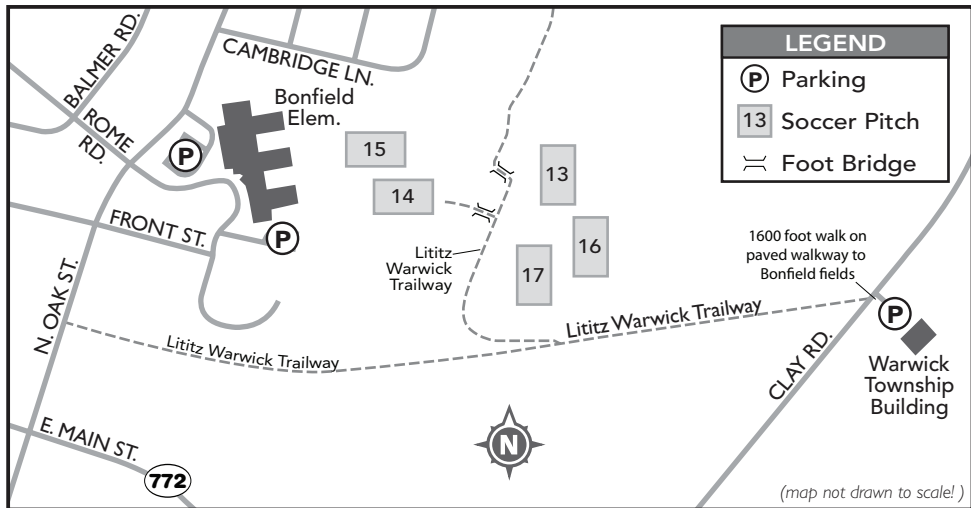 BALMER RD.
ROME
RD.
CAMBRIDGE LN.
Bonfield
Elem.
P
15
14
13
16
17
FRONT ST.
P
Lititz
Warwick
Trailway
N. OAK ST.
Lititz Warwick Trailway
Lititz Warwick Trailway
E. MAIN ST.
772
N
LEGEND
P Parking
13 Soccer Pitch
Foot Bridge
1600 foot walk on
paved walkway to
Bonfield fields
P
CLAY RD.
Warwick
Township
Building
(map not drawn to scale! )